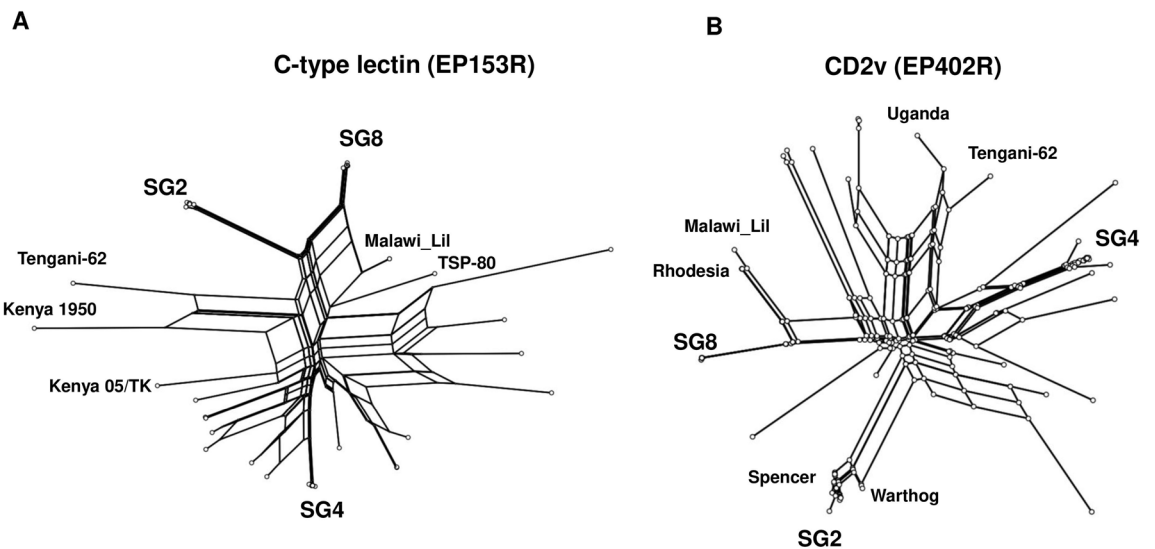 A
C-type lectin (EP153R)
SG8
SG2
Malawi_Lil
TSP-80
Tengani-62
Kenya 1950
Kenya 05/TK
SG4
B
CD2v (EP402R)
Uganda
Tengani-62
Malawi_Lil
SG4
Rhodesia
SG8
Spencer
Warthog
SG2